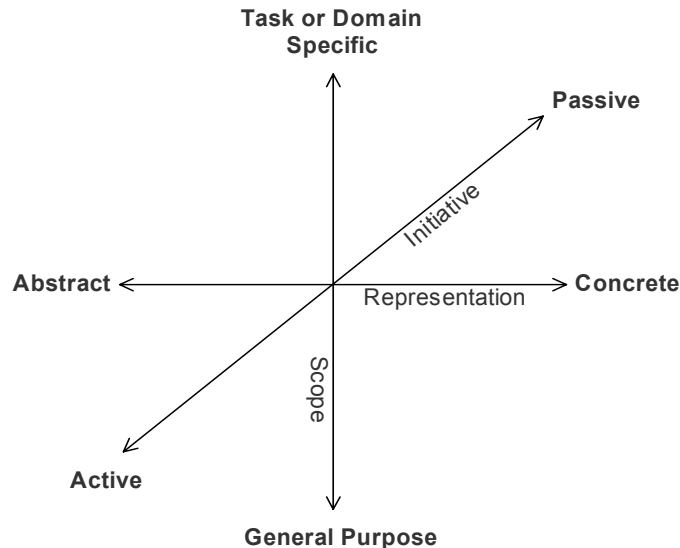 Task or Domain
Specific
Passive
Initiative
Abstract
Concrete
Representation
Scope
Active
General Purpose